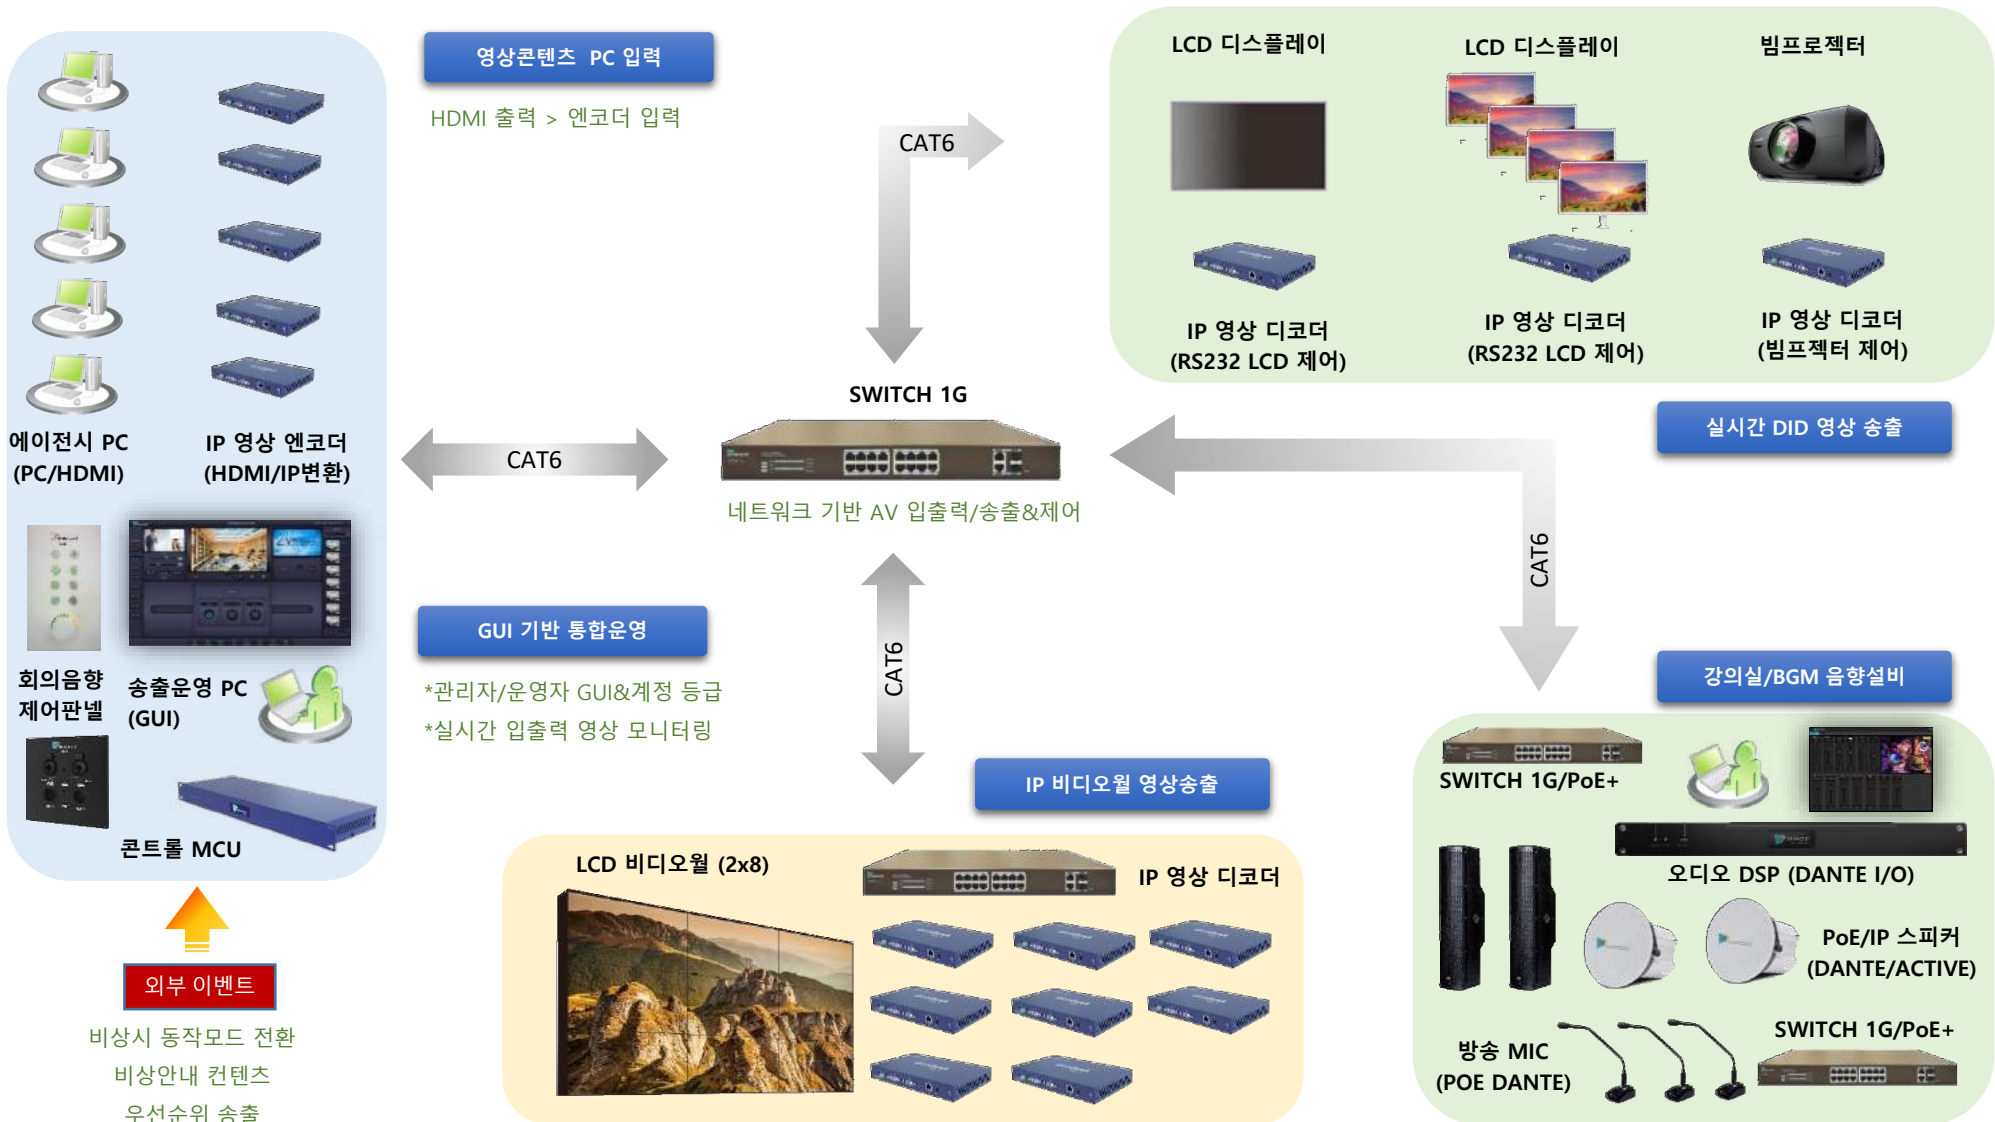 영상콘텐츠 PC 입력
HDMI 출력 > 엔코더 입력
에이전시 PC
(PC/HDMI)
IP 영상 엔코더
(HDMI/IP변환)
회의음향
제어판넬
송출운영 PC
(GUI)
콘트롤 MCU
외부 이벤트
비상시 동작모드 전환
비상안내 컨텐츠
우선순위 송출
CAT6
CAT6
SWITCH 1G
네트워크 기반 AV 입출력/송출&제어
GUI 기반 통합운영
*관리자/운영자 GUI&계정 등급
*실시간 입출력 영상 모니터링
CAT6
IP 비디오월 영상송출
LCD 비디오월 (2x8)
IP 영상 디코더
LCD 디스플레이
LCD 디스플레이
빔프로젝터
IP 영상 디코더
(RS232 LCD 제어)
IP 영상 디코더
(RS232 LCD 제어)
IP 영상 디코더
(빔프젝터 제어)
실시간 DID 영상 송출
CAT6
강의실/BGM 음향설비
SWITCH 1G/PoE+
오디오 DSP (DANTE I/O)
PoE/IP 스피커
(DANTE/ACTIVE)
방송 MIC
(POE DANTE)
SWITCH 1G/PoE+